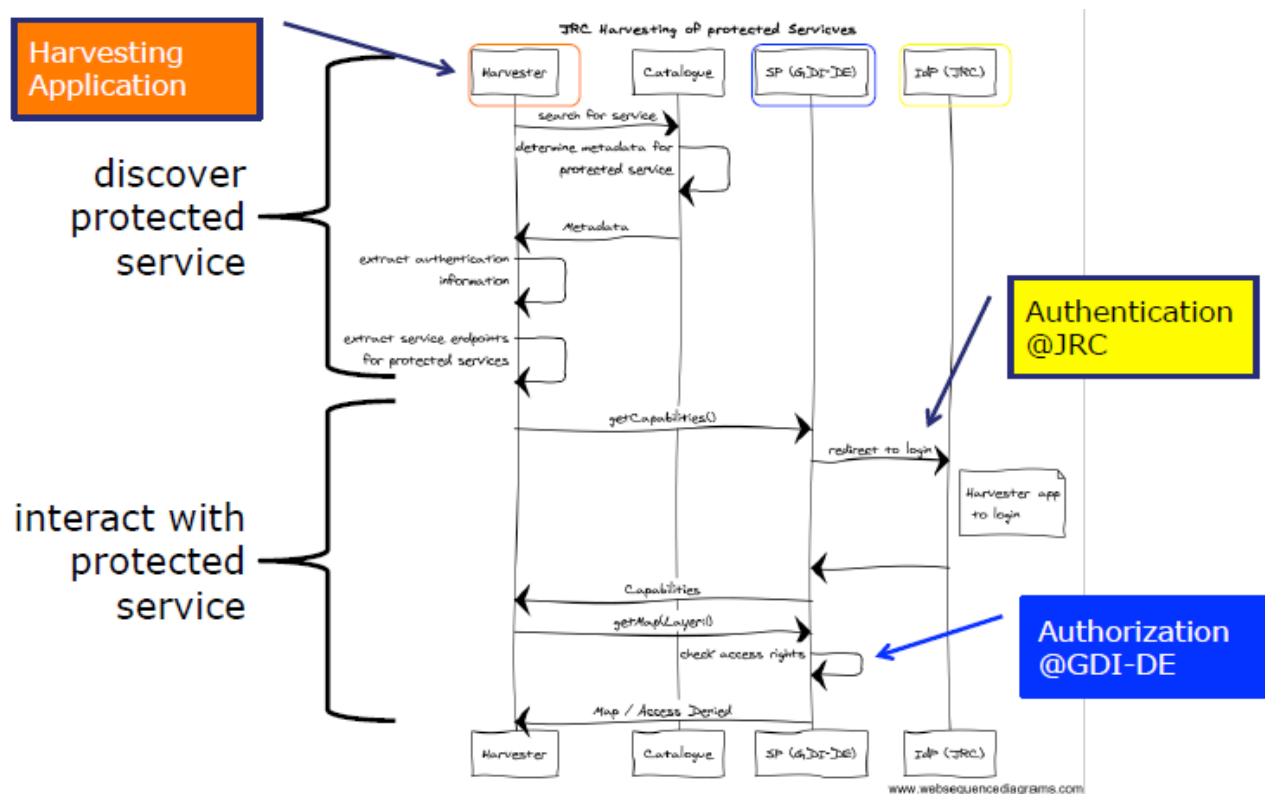 JRC Harvesting of protected Servicves
Harvesting
Application
Harvester
Catalogue
SP (GDI-DE)
IdP (JRC)
search for service
determine metadata for
protected service
discover
protected
service
Metadata
extract authentication
information
extract service endpoints
for protected services
Authentication
@JRC
getCapabilities()
redirect to login
Harvester app
to login
interact with
protected
service
Capabilities
getMap(Layer1()
check access rights
Authorization
@GDI-DE
Map / Access Denied
Harvester
Catalogue
SP (GDI-DE)
IdP (JRC)
www.websequencediagrams.com